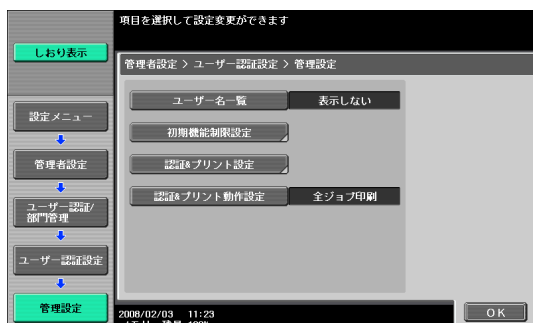 項目を選択して設定変更ができます
しおり表示
管理者設定 > ユーザー認証設定 > 管理設定
ユーザー名一覧 表示しない
初期機能制限設定
認証&プリント設定
認証&プリント動作設定 全ジョブ印刷
設定メニュー
管理者設定
ユーザー認証/
部門管理
ユーザー認証設定
管理設定
2008/02/03 11:23
OK